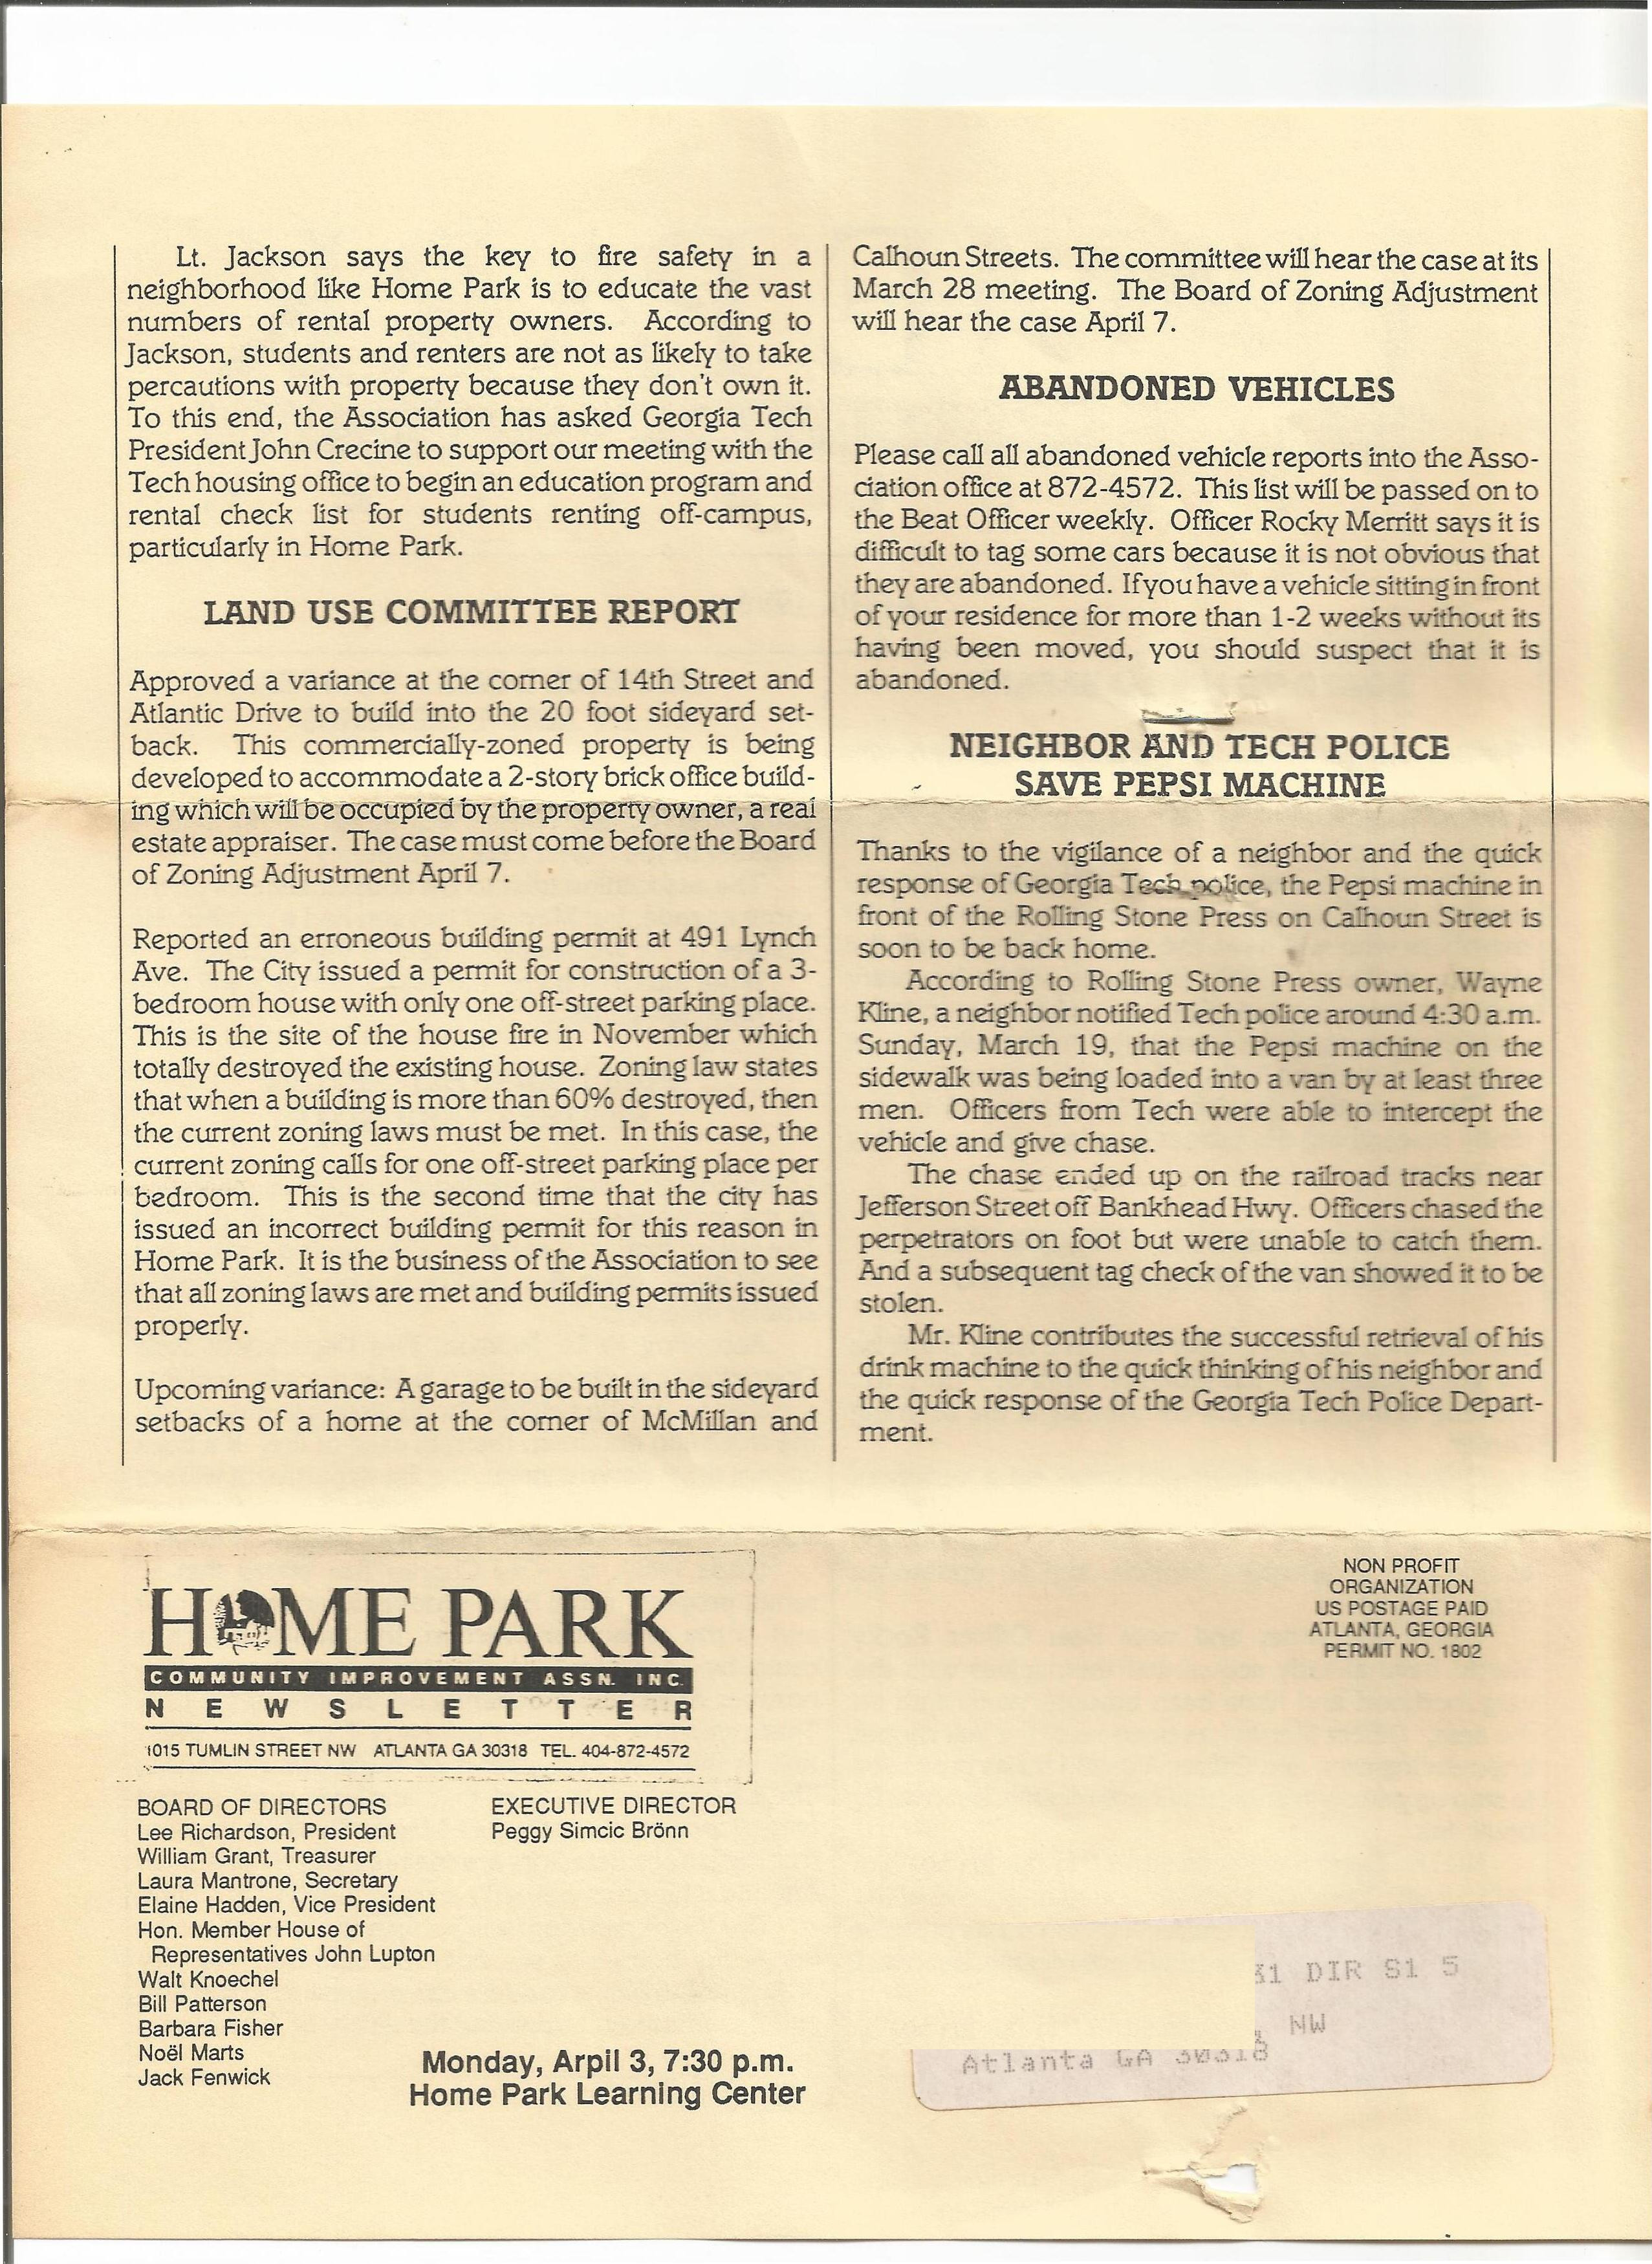 Lt. Jackson says the key to fire safety in a
neighborhood like Home Park is to educate the vast
numbers of rental property owners. According to
Jackson, students and renters are not as likely to take
percautions with property because they don't own it.
To this end, the Association has asked Georgia Tech
President John Crecine to support our meeting with the
Tech housing office to begin an education program and
rental check list for students renting off-campus,
particularly in Home Park.
LAND USE COMMITTEE REPORT
Approved a variance at the corner of 14th Street and
Atlantic Drive to build into the 20 foot sideyard set-
back. This commercially-zoned property is being
developed to accommodate a 2-story brick office build-
ing which will be occupied by the property owner, a real
estate appraiser. The case must come before the Board
of Zoning Adjustment April 7.
Reported an erroneous building permit at 491 Lynch
Ave. The City issued a permit for construction of a 3-
bedroom house with only one off-street parking place.
This is the site of the house fire in November which
totally destroyed the existing house. Zoning law states
that when a building is more than 60% destroyed, then
the current zoning laws must be met. In this case, the
current zoning calls for one off-street parking place per
bedroom. This is the second time that the city has
issued an incorrect building permit for this reason in
Home Park. It is the business of the Association to see
that all zoning laws are met and building permits issued
properly.
Upcoming variance: A garage to be built in the sideyard
setbacks of a home at the corner of McMillan and
Calhoun Streets. The committee will hear the case at its
March 28 meeting. The Board of Zoning Adjustment
will hear the case April 7.
ABANDONED VEHICLES
Please call all abandoned vehicle reports into the Asso-
ciation office at 872-4572. This list will be passed on to
the Beat Officer weekly. Officer Rocky Merritt says it is
difficult to tag some cars because it is not obvious that
they are abandoned. If you have a vehicle sitting in front
of your residence for more than 1-2 weeks without its
having been moved, you should suspect that it is
abandoned.
NEIGHBOR AND TECH POLICE
SAVE PEPSI MACHINE
Thanks to the vigilance of a neighbor and the quick
response of Georgia Tech police, the Pepsi machine in
front of the Rolling Stone Press on Calhoun Street is
soon to be back home.
According to Rolling Stone Press owner, Wayne
Kline, a neighbor notified Tech police around 4:30 a.m.
Sunday, March 19, that the Pepsi machine on the
sidewalk was being loaded into a van by at least three
men. Officers from Tech were able to intercept the
vehicle and give chase.
The chase ended up on the railroad tracks near
Jefferson Street off Bankhead Hwy. Officers chased the
perpetrators on foot but were unable to catch them.
And a subsequent tag check of the van showed it to be
stolen.
Mr. Kline contributes the successful retrieval of his
drink machine to the quick thinking of his neighbor and
the quick response of the Georgia Tech Police Depart-
ment.
HOME PARK
COMMUNITY IMPROVEMENT ASSN. INC.
NEWSLETTER
1015 TUMLIN STREET NW ATLANTA GA 30318 TEL. 404-872-4572
BOARD OF DIRECTORS
Lee Richardson, President
William Grant, Treasurer
Laura Mantrone, Secretary
Elaine Hadden, Vice President
Hon. Member House of
Representatives John Lupton
Walt Knoechel
Bill Patterson
Barbara Fisher
Noël Marts
Jack Fenwick
EXECUTIVE DIRECTOR
Peggy Simcic Brönn
Monday, Arpil 3, 7:30 p.m.
Home Park Learning Center
NON PROFIT
ORGANIZATION
US POSTAGE PAID
ATLANTA, GEORGIA
PERMIT NO. 1802
DIR S1 5
NW
Atlanta GA 30318